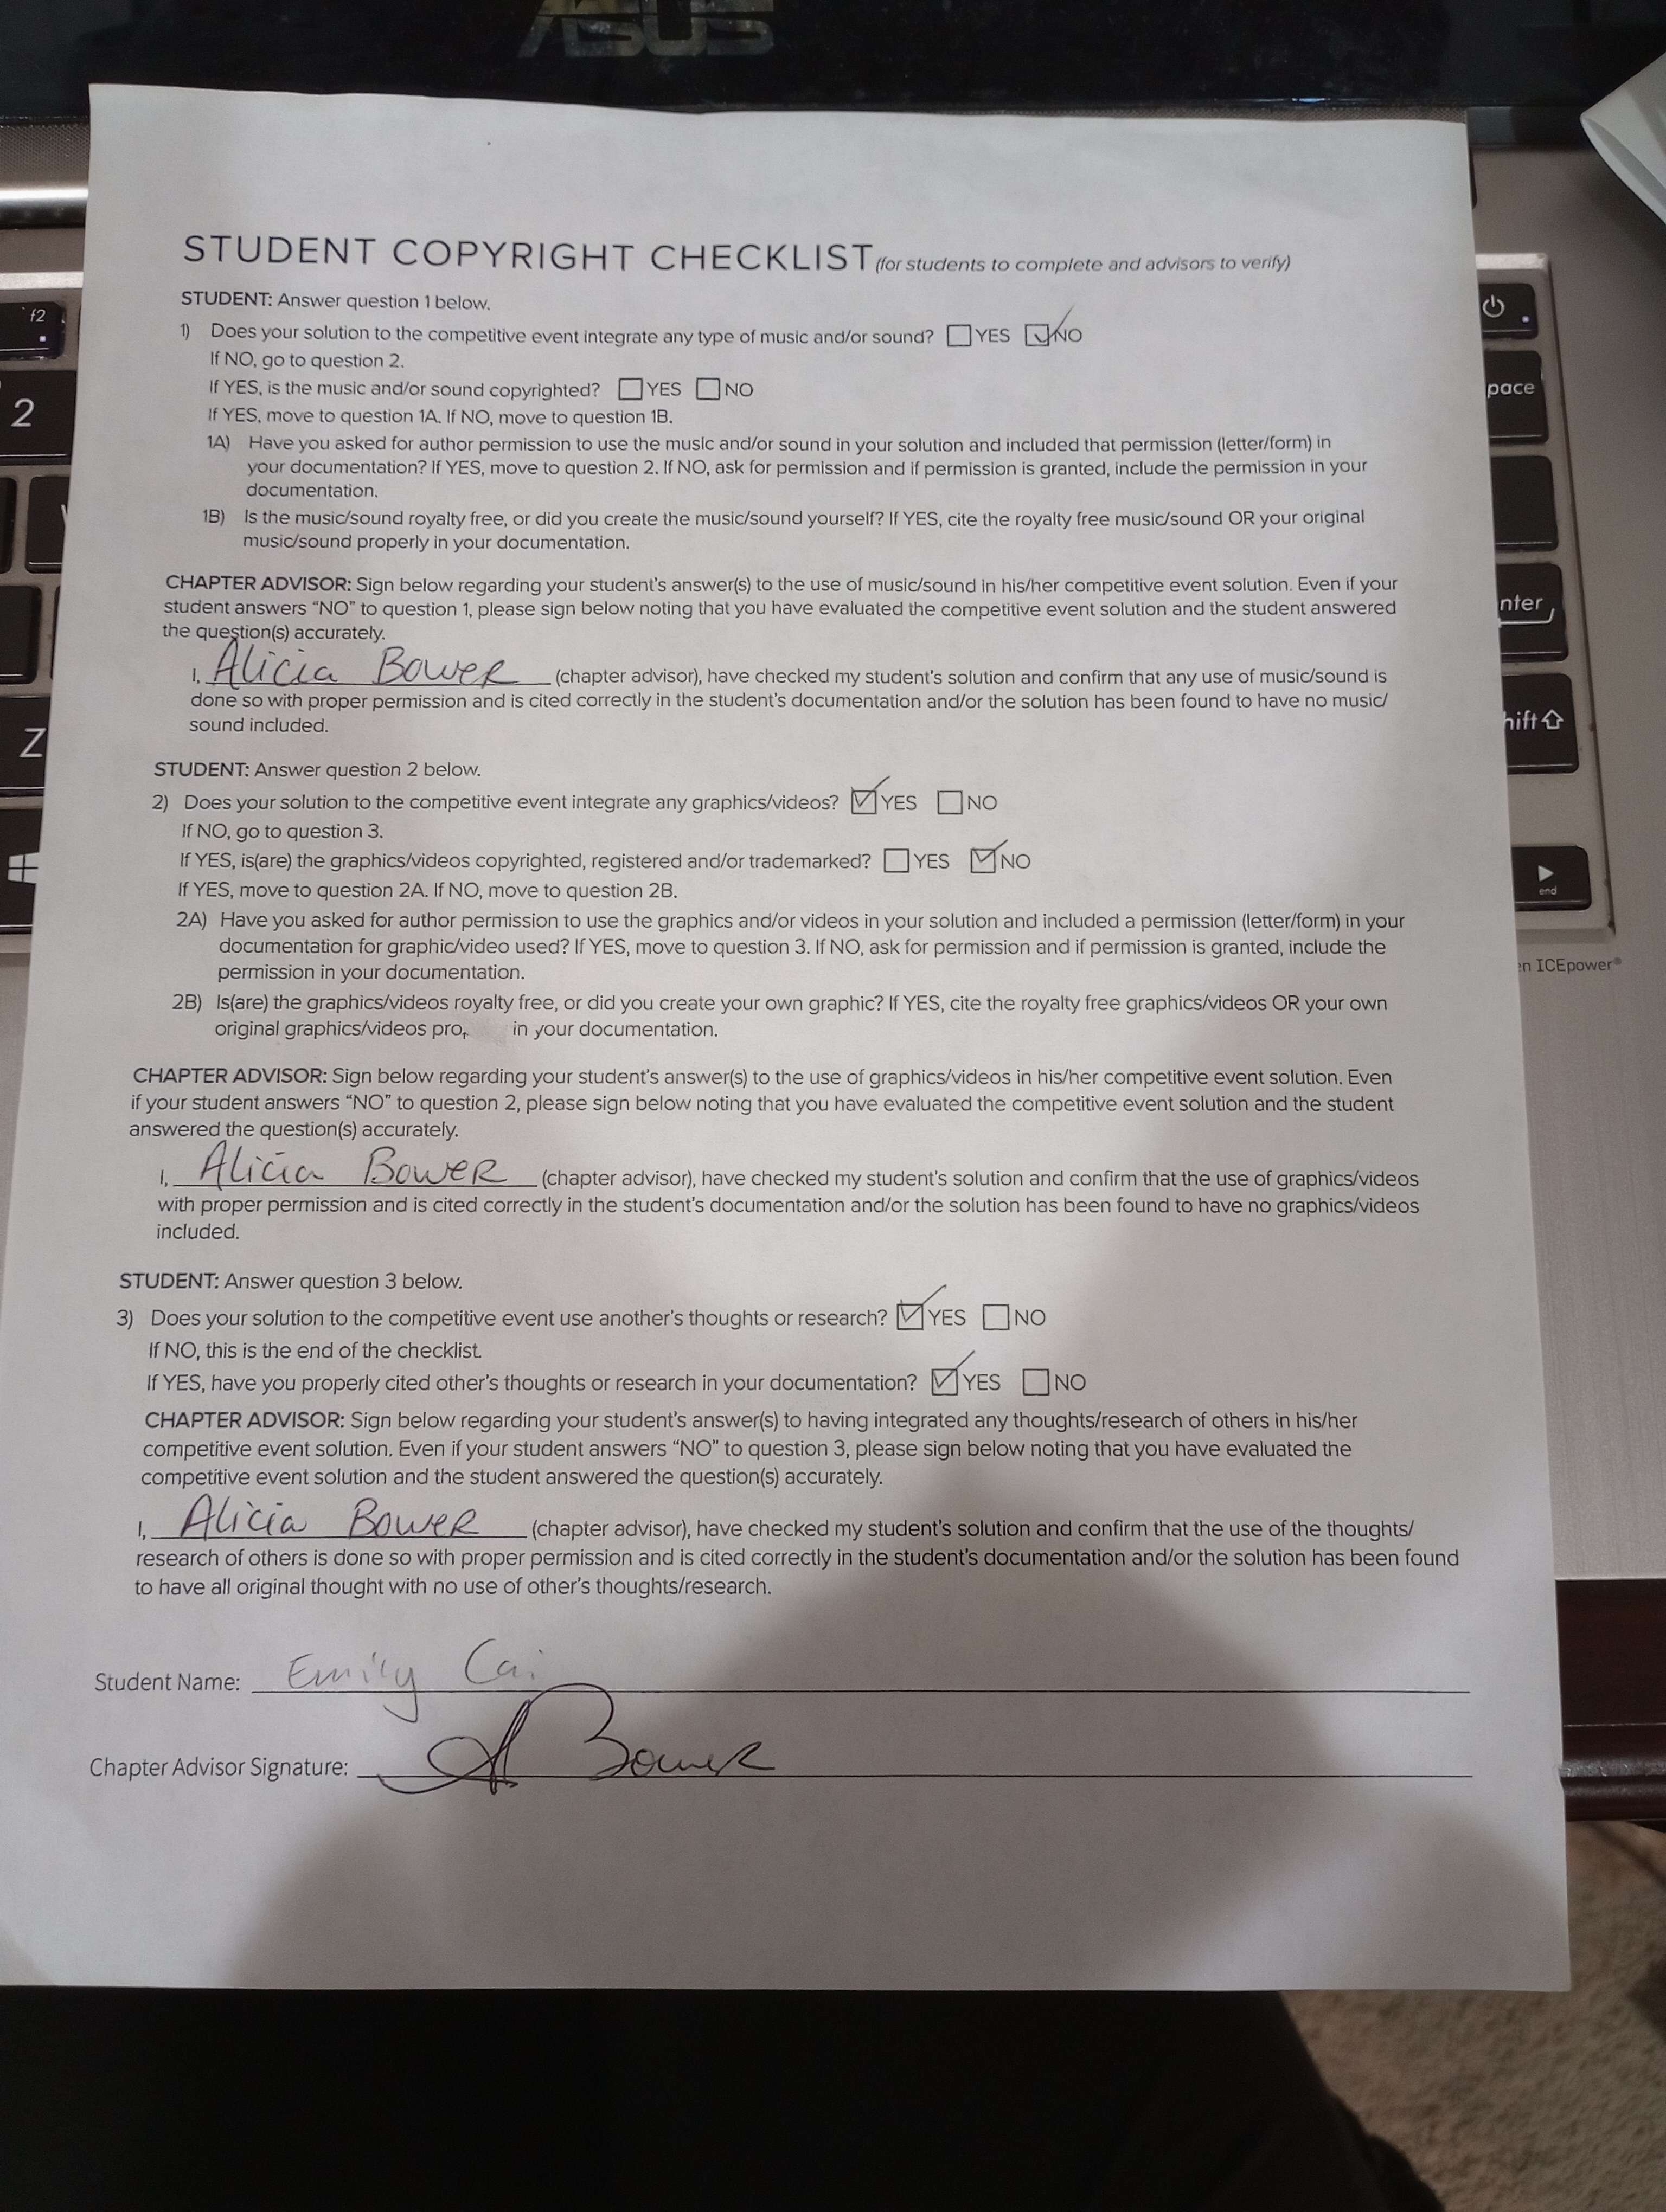 ASUS
STUDENT COPYRIGHT CHECKLIST (for students to complete and advisors to verify)
STUDENT: Answer question 1 below.
1) Does your solution to the competitive event integrate any type of music and/or sound? YES NO
If NO, go to question 2.
If YES, is the music and/or sound copyrighted? YES NO
If YES, move to question 1A. If NO, move to question 1B.
1A) Have you asked for author permission to use the music and/or sound in your solution and included that permission (letter/form) in
your documentation? If YES, move to question 2. If NO, ask for permission and if permission is granted, include the permission in your
documentation.
1B) Is the music/sound royalty free, or did you create the music/sound yourself? If YES, cite the royalty free music/sound OR your original
music/sound properly in your documentation.
CHAPTER ADVISOR: Sign below regarding your student's answer(s) to the use of music/sound in his/her competitive event solution. Even if your
student answers "NO" to question 1, please sign below noting that you have evaluated the competitive event solution and the student answered
the question(s) accurately.
I, Alicia Bower (chapter advisor), have checked my student's solution and confirm that any use of music/sound is
done so with proper permission and is cited correctly in the student's documentation and/or the solution has been found to have no music/
sound included.
STUDENT: Answer question 2 below.
2) Does your solution to the competitive event integrate any graphics/videos? YES NO
If NO, go to question 3.
If YES, is(are) the graphics/videos copyrighted, registered and/or trademarked? YES NO
If YES, move to question 2A. If NO, move to question 2B.
2A) Have you asked for author permission to use the graphics and/or videos in your solution and included a permission (letter/form) in your
documentation for graphic/video used? If YES, move to question 3. If NO, ask for permission and if permission is granted, include the
permission in your documentation.
2B) Is(are) the graphics/videos royalty free, or did you create your own graphic? If YES, cite the royalty free graphics/videos OR your own
original graphics/videos pro in your documentation.
CHAPTER ADVISOR: Sign below regarding your student's answer(s) to the use of graphics/videos in his/her competitive event solution. Even
if your student answers "NO" to question 2, please sign below noting that you have evaluated the competitive event solution and the student
answered the question(s) accurately.
I, Alicia Bower (chapter advisor), have checked my student's solution and confirm that the use of graphics/videos
with proper permission and is cited correctly in the student's documentation and/or the solution has been found to have no graphics/videos
included.
STUDENT: Answer question 3 below.
3) Does your solution to the competitive event use another's thoughts or research? YES NO
If NO, this is the end of the checklist.
If YES, have you properly cited other's thoughts or research in your documentation? YES NO
CHAPTER ADVISOR: Sign below regarding your student's answer(s) to having integrated any thoughts/research of others in his/her
competitive event solution. Even if your student answers "NO" to question 3, please sign below noting that you have evaluated the
competitive event solution and the student answered the question(s) accurately.
I, Alicia Bower (chapter advisor), have checked my student's solution and confirm that the use of the thoughts/
research of others is done so with proper permission and is cited correctly in the student's documentation and/or the solution has been found
to have all original thought with no use of other's thoughts/research.
Student Name: Emily Cai
Chapter Advisor Signature: A Bower
f2
2
Z
pace
nter
hift
end
en ICEpower®